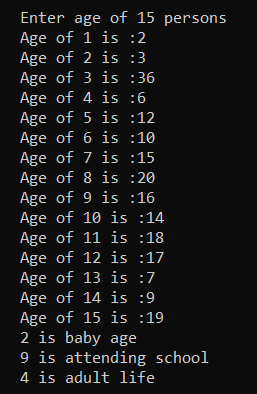 Enter age of 15 persons
Age of 1 is :2
Age of 2 is :3
Age of 3 is :36
Age of 4 is :6
Age of 5 is :12
Age of 6 is :10
Age of 7 is :15
Age of 8 is :20
Age of 9 is :16
Age of 10 is :14
Age of 11 is :18
Age of 12 is :17
Age of 13 is :7
Age of 14 is :9
Age of 15 is :19
2 is baby age
9 is attending school
4 is adult life